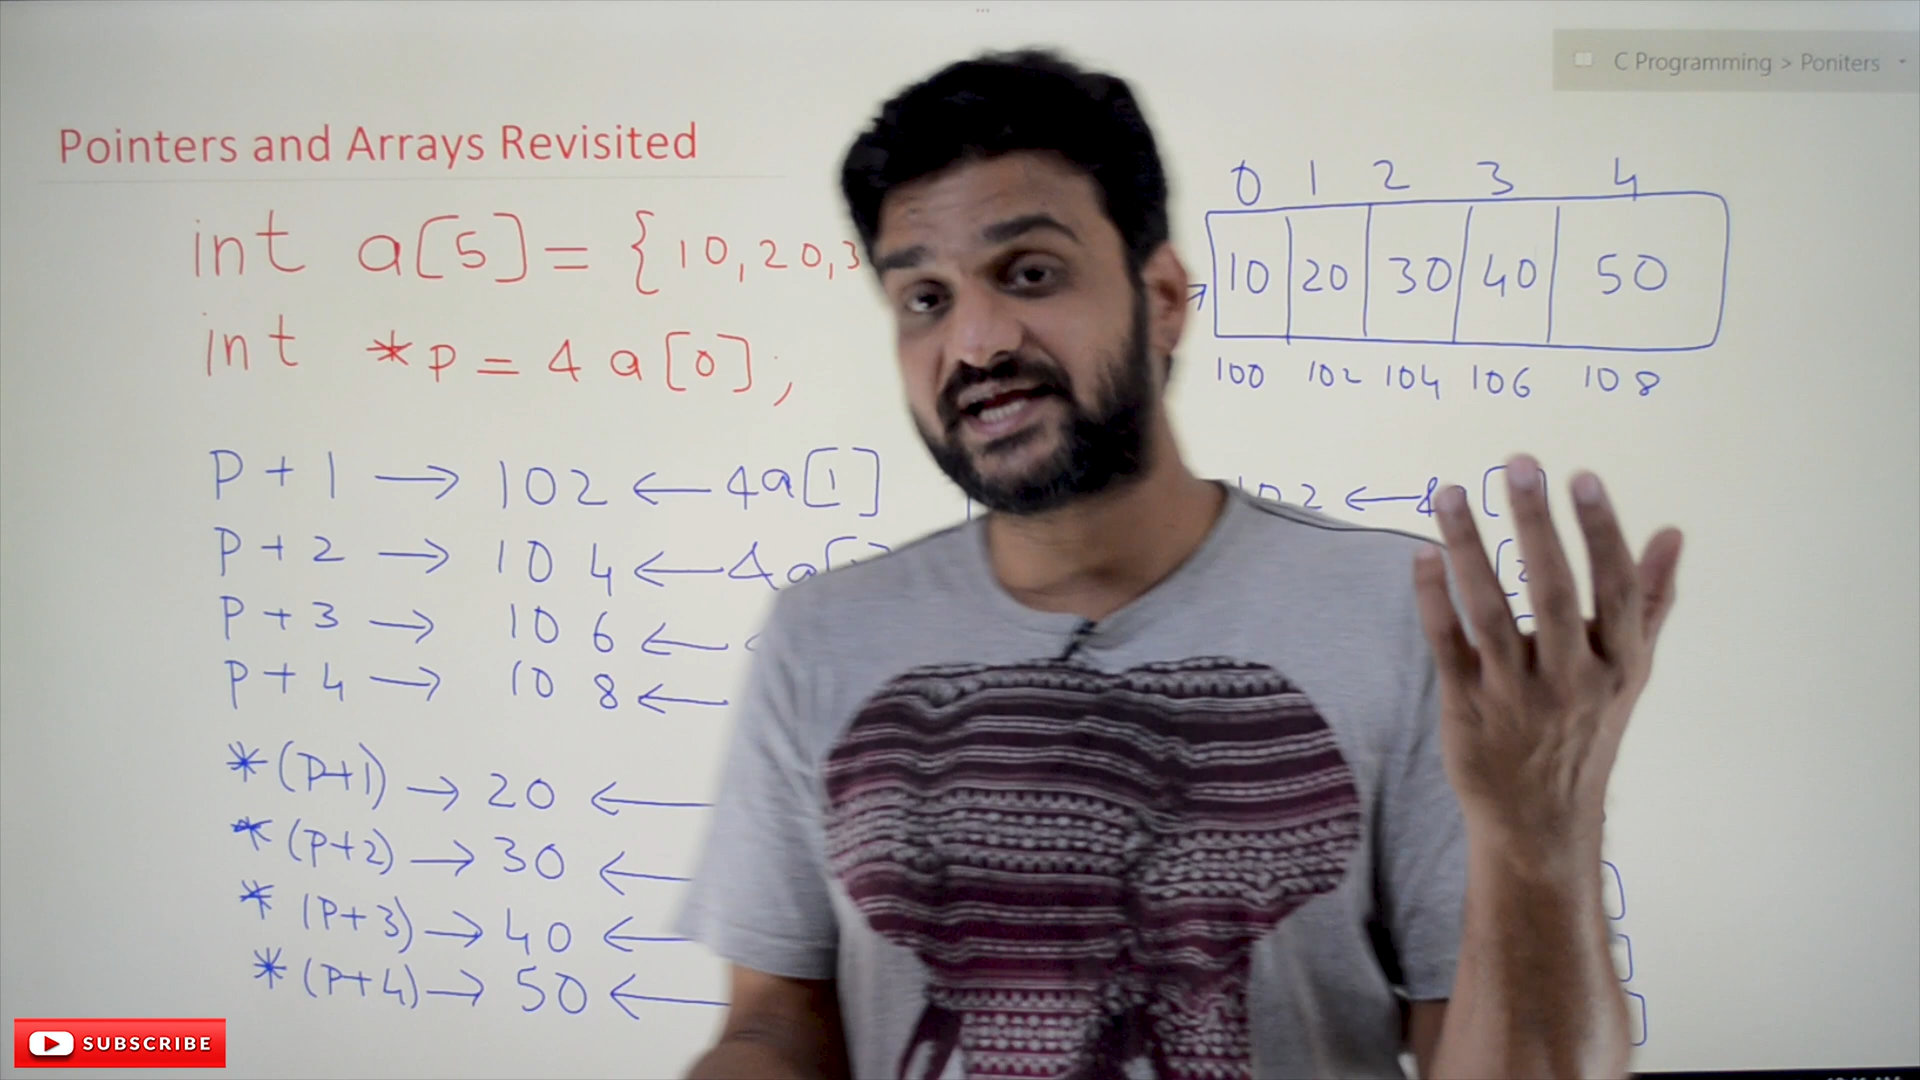 C Programming > Poniters
Pointers and Arrays Revisited
int a[5] = {10,20,3
int *p = &a[0];
0 1 2 3 4
10 20 30 40 50
100 102 104 106 108
P + 1 → 102 ← &a[1]
P + 2 → 104 ← &a[
P + 3 → 106 ←
P + 4 → 108 ←
*(P+1) → 20 ←
*(P+2) → 30 ←
*(P+3) → 40 ←
*(P+4) → 50 ←
102 ← &a[
[2
SUBSCRIBE